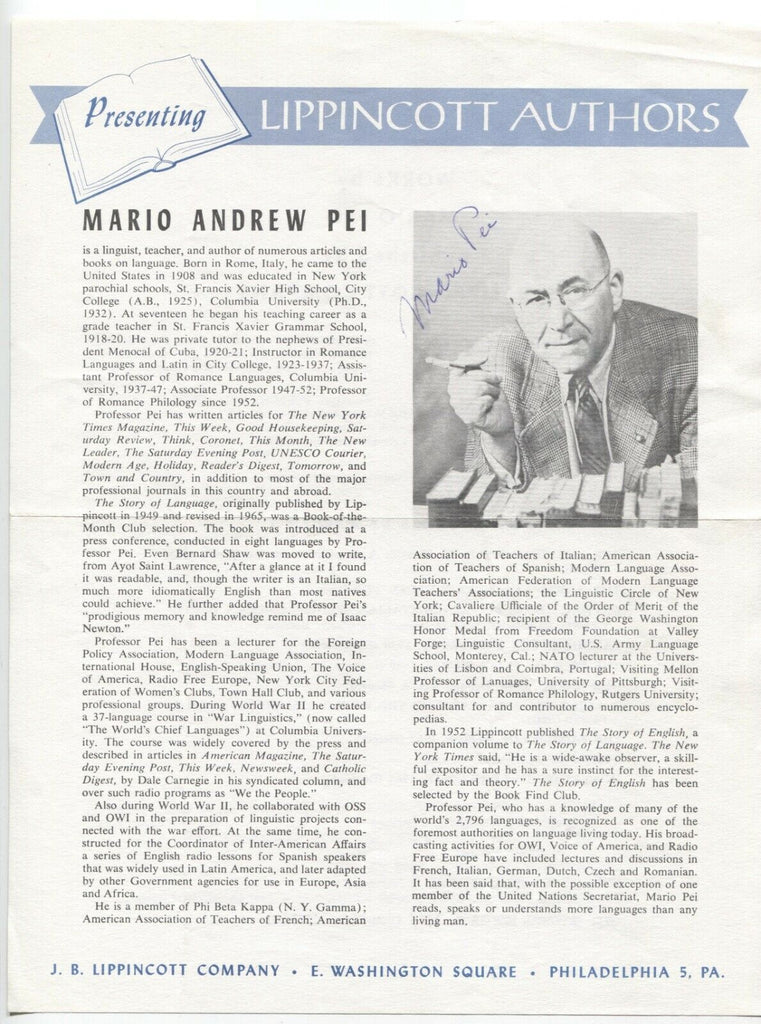 Presenting
LIPPINCOTT AUTHORS
MARIO ANDREW PEI
is a linguist, teacher, and author of numerous articles and
books on language. Born in Rome, Italy, he came to the
United States in 1908 and was educated in New York
parochial schools, St. Francis Xavier High School, City
College (A.B., 1925), Columbia University (Ph.D.,
1932). At seventeen he began his teaching career as a
grade teacher in St. Francis Xavier Grammar School,
1918-20. He was private tutor to the nephews of Presi-
dent Menocal of Cuba, 1920-21; Instructor in Romance
Languages and Latin in City College, 1923-1937; Assis-
tant Professor of Romance Languages, Columbia Uni-
versity, 1937-47; Associate Professor 1947-52; Professor
of Romance Philology since 1952.
Professor Pei has written articles for The New York
Times Magazine, This Week, Good Housekeeping, Sat-
urday Review, Think, Coronet, This Month, The New
Leader, The Saturday Evening Post, UNESCO Courier,
Modern Age, Holiday, Reader's Digest, Tomorrow, and
Town and Country, in addition to most of the major
professional journals in this country and abroad.
The Story of Language, originally published by Lip-
pincott in 1949 and revised in 1965, was a Book-of-the-
Month Club selection. The book was introduced at a
press conference, conducted in eight languages by Pro-
fessor Pei. Even Bernard Shaw was moved to write,
from Ayot Saint Lawrence, "After a glance at it I found
it was readable, and, though the writer is an Italian, so
much more idiomatically English than most natives
could achieve." He further added that Professor Pei's
"prodigious memory and knowledge remind me of Isaac
Newton."
Professor Pei has been a lecturer for the Foreign
Policy Association, Modern Language Association, In-
ternational House, English-Speaking Union, The Voice
of America, Radio Free Europe, New York City Fed-
eration of Women's Clubs, Town Hall Club, and various
professional groups. During World War II he created
a 37-language course in "War Linguistics," (now called
"The World's Chief Languages") at Columbia Univer-
sity. The course was widely covered by the press and
described in articles in American Magazine, The Satur-
day Evening Post, This Week, Newsweek, and Catholic
Digest, by Dale Carnegie in his syndicated column, and
over such radio programs as "We the People."
Also during World War II, he collaborated with OSS
and OWI in the preparation of linguistic projects con-
nected with the war effort. At the same time, he con-
structed for the Coordinator of Inter-American Affairs
a series of English radio lessons for Spanish speakers
that was widely used in Latin America, and later adapted
by other Government agencies for use in Europe, Asia
and Africa.
He is a member of Phi Beta Kappa (N. Y. Gamma);
American Association of Teachers of French; American
Mario Pei
Association of Teachers of Italian; American Associa-
tion of Teachers of Spanish; Modern Language Asso-
ciation; American Federation of Modern Language
Teachers' Associations; the Linguistic Circle of New
York; Cavaliere Ufficiale of the Order of Merit of the
Italian Republic; recipient of the George Washington
Honor Medal from Freedom Foundation at Valley
Forge; Linguistic Consultant, U.S. Army Language
School, Monterey, Cal.; NATO lecturer at the Univers-
ities of Lisbon and Coimbra, Portugal; Visiting Mellon
Professor of Lanuages, University of Pittsburgh; Visit-
ing Professor of Romance Philology, Rutgers University;
consultant for and contributor to numerous encyclo-
pedias.
In 1952 Lippincott published The Story of English, a
companion volume to The Story of Language. The New
York Times said, "He is a wide-awake observer, a skill-
ful expositor and he has a sure instinct for the interest-
ing fact and theory." The Story of English has been
selected by the Book Find Club.
Professor Pei, who has a knowledge of many of the
world's 2,796 languages, is recognized as one of the
foremost authorities on language living today. His broad-
casting activities for OWI, Voice of America, and Radio
Free Europe have included lectures and discussions in
French, Italian, German, Dutch, Czech and Romanian.
It has been said that, with the possible exception of one
member of the United Nations Secretariat, Mario Pei
reads, speaks or understands more languages than any
living man.
J. B. LIPPINCOTT COMPANY • E. WASHINGTON SQUARE • PHILADELPHIA 5, PA.